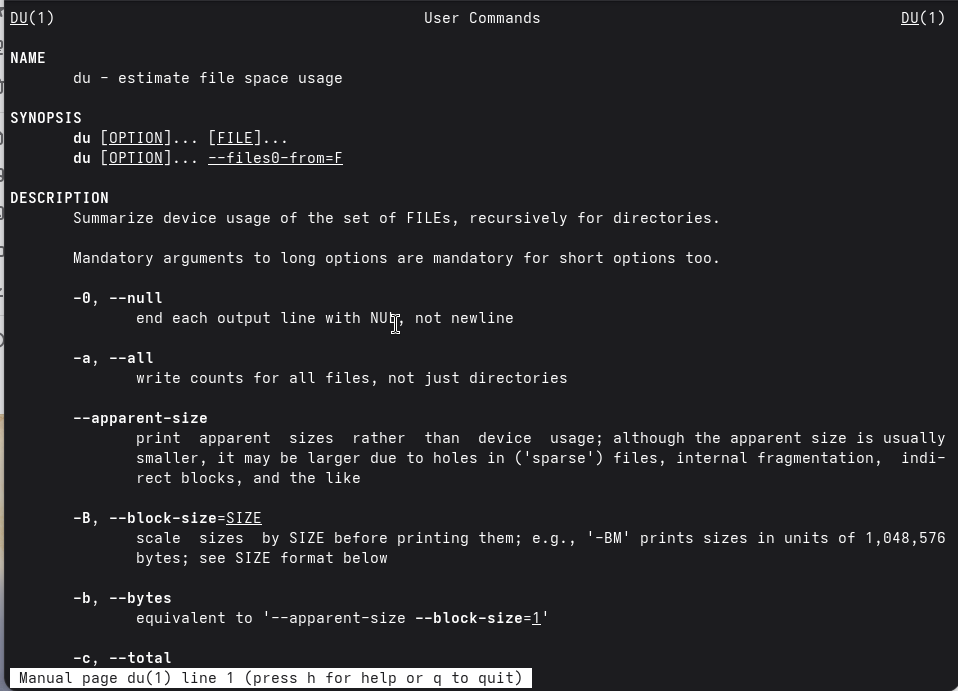 DU(1) User Commands DU(1)
NAME
du - estimate file space usage
SYNOPSIS
du [OPTION]... [FILE]...
du [OPTION]... --files0-from=F
DESCRIPTION
Summarize device usage of the set of FILEs, recursively for directories.
Mandatory arguments to long options are mandatory for short options too.
-0, --null
end each output line with NUL, not newline
-a, --all
write counts for all files, not just directories
--apparent-size
print apparent sizes rather than device usage; although the apparent size is usually
smaller, it may be larger due to holes in ('sparse') files, internal fragmentation, indi-
rect blocks, and the like
-B, --block-size=SIZE
scale sizes by SIZE before printing them; e.g., '-BM' prints sizes in units of 1,048,576
bytes; see SIZE format below
-b, --bytes
equivalent to '--apparent-size --block-size=1'
-c, --total
Manual page du(1) line 1 (press h for help or q to quit)